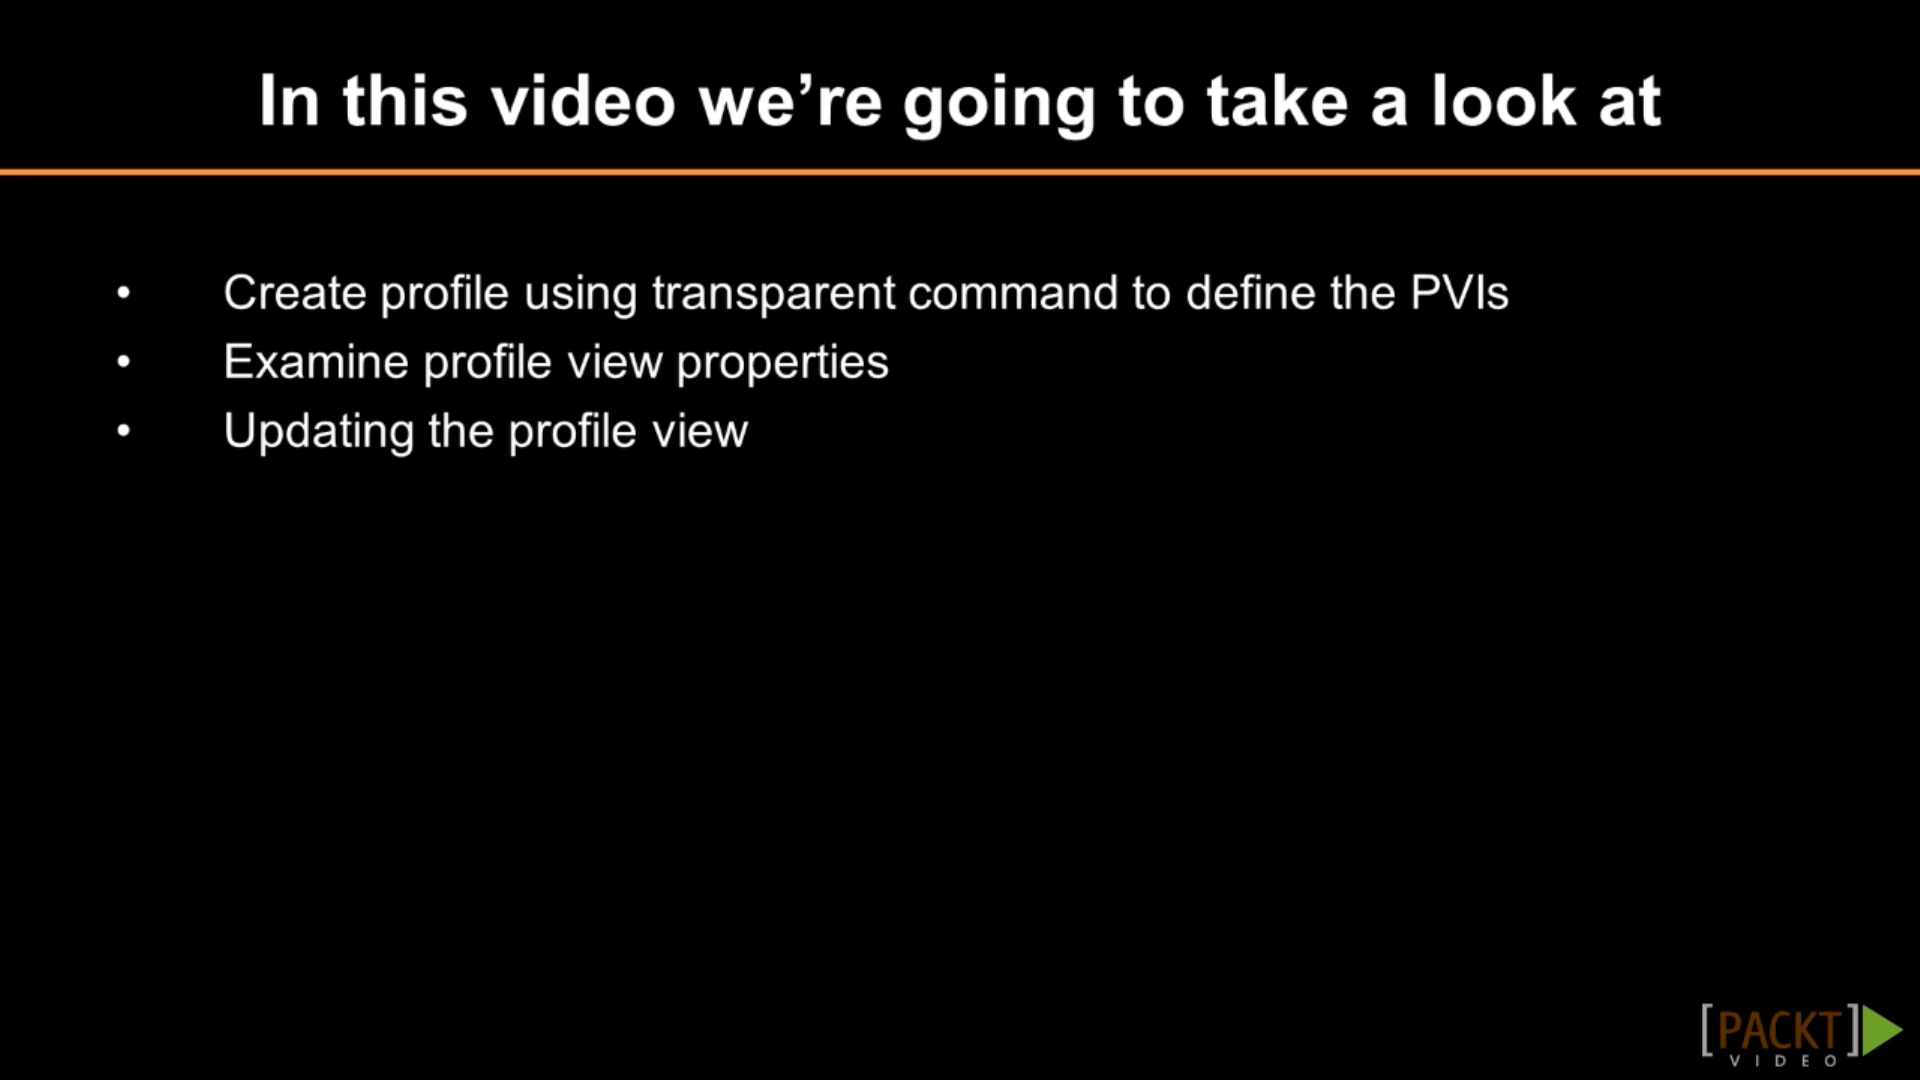 In this video we’re going to take a look at
• Create profile using transparent command to define the PVIs
• Examine profile view properties
• Updating the profile view
[PACKT]
VIDEO